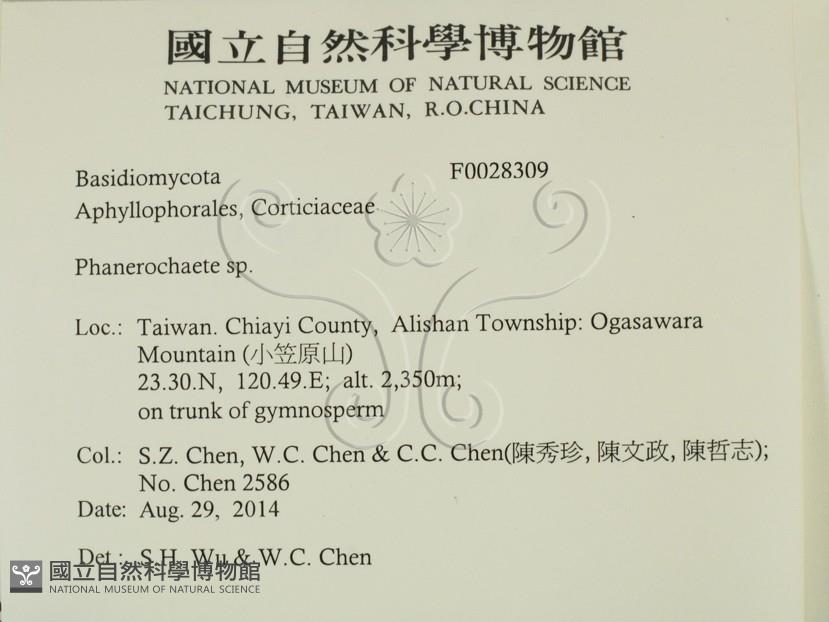 國立自然科學博物館
NATIONAL MUSEUM OF NATURAL SCIENCE
TAICHUNG, TAIWAN, R.O.CHINA
Basidiomycota F0028309
Aphyllophorales, Corticiaceae
Phanerochaete sp.
Loc.: Taiwan. Chiayi County, Alishan Township: Ogasawara
Mountain (小笠原山)
23.30.N, 120.49.E; alt. 2,350m;
on trunk of gymnosperm
Col.: S.Z. Chen, W.C. Chen & C.C. Chen(陳秀珍, 陳文政, 陳哲志);
No. Chen 2586
Date: Aug. 29, 2014
Det.: S.H. Wu & W.C. Chen
國立自然科學博物館
NATIONAL MUSEUM OF NATURAL SCIENCE